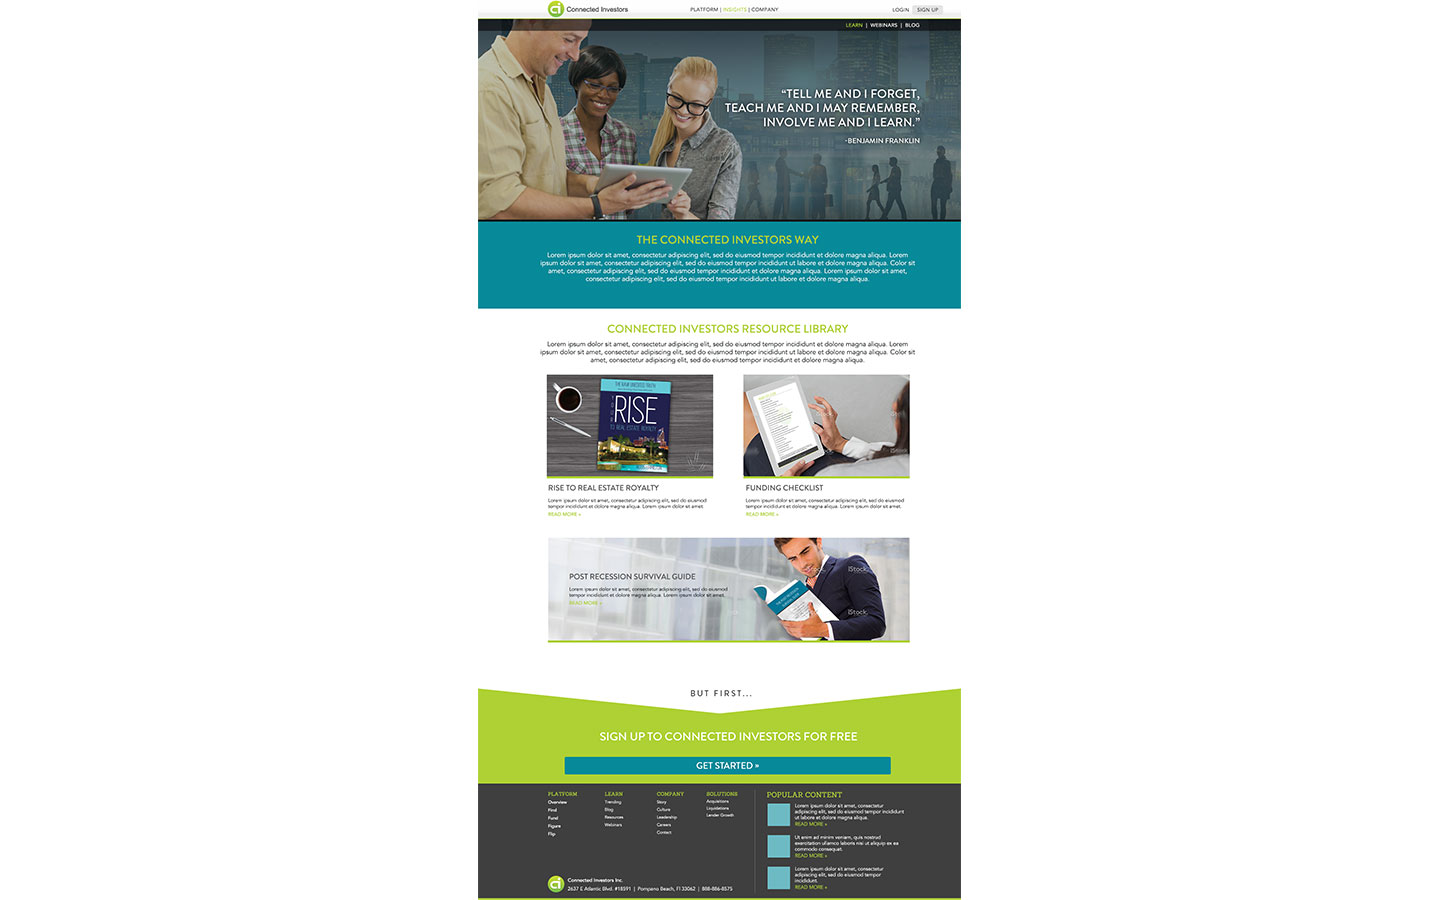 Connected Investors
PLATFORM | INSIGHTS | COMPANY
LOGIN SIGN UP
LEARN | WEBINARS | BLOG
“TELL ME AND I FORGET,
TEACH ME AND I MAY REMEMBER,
INVOLVE ME AND I LEARN.”
-BENJAMIN FRANKLIN
THE CONNECTED INVESTORS WAY
Lorem ipsum dolor sit amet, consectetur adipiscing elit, sed do eiusmod tempor incididunt ut labore et dolore magna aliqua. Lorem
ipsum dolor sit amet, consectetur adipiscing elit, sed do eiusmod tempor incididunt ut labore et dolore magna aliqua. Color sit
amet, consectetur adipiscing elit, sed do eiusmod tempor incididunt ut labore et dolore magna aliqua. Lorem ipsum dolor sit amet,
consectetur adipiscing elit, sed do eiusmod tempor incididunt ut labore et dolore magna aliqua.
CONNECTED INVESTORS RESOURCE LIBRARY
Lorem ipsum dolor sit amet, consectetur adipiscing elit, sed do eiusmod tempor incididunt ut labore et dolore magna aliqua. Lorem
ipsum dolor sit amet, consectetur adipiscing elit, sed do eiusmod tempor incididunt ut labore et dolore magna aliqua. Color sit
amet, consectetur adipiscing elit, sed do eiusmod tempor incididunt ut labore et dolore magna aliqua.
RISE
TO REAL ESTATE ROYALTY
iStock
RISE TO REAL ESTATE ROYALTY
Lorem ipsum dolor sit amet, consectetur adipiscing elit, sed do eiusmod
tempor incididunt ut labore et dolore magna aliqua. Lorem ipsum dolor sit amet
READ MORE »
FUNDING CHECKLIST
Lorem ipsum dolor sit amet, consectetur adipiscing elit, sed do eiusmod
tempor incididunt ut labore et dolore magna aliqua. Lorem ipsum dolor sit amet.
READ MORE »
POST RECESSION SURVIVAL GUIDE
Lorem ipsum dolor sit amet, consectetur adipiscing elit, sed do eiusmod
tempor incididunt ut labore et dolore magna aliqua. Lorem ipsum dolor sit amet.
READ MORE »
iStock
iStock
iStock
BUT FIRST...
SIGN UP TO CONNECTED INVESTORS FOR FREE
GET STARTED »
PLATFORM
Overview
Find
Fund
Figure
Flip
LEARN
Trending
Blog
Resources
Webinars
COMPANY
Story
Culture
Leadership
Careers
Contact
SOLUTIONS
Acquisitions
Liquidations
Lender Growth
POPULAR CONTENT
Lorem ipsum dolor sit amet, consectetur
adipiscing elit, sed do eiusmod tempor incididunt
ut labore et dolore magna aliqua.
READ MORE »
Ut enim ad minim veniam, quis nostrud
exercitation ullamco laboris nisi ut aliquip ex ea
commodo consequat.
READ MORE »
Lorem ipsum dolor sit amet, consectetur
adipiscing elit, sed do eiusmod tempor
incididunt.
READ MORE »
Connected Investors Inc.
2637 E Atlantic Blvd. #18591 | Pompano Beach, Fl 33062 | 888-886-8575